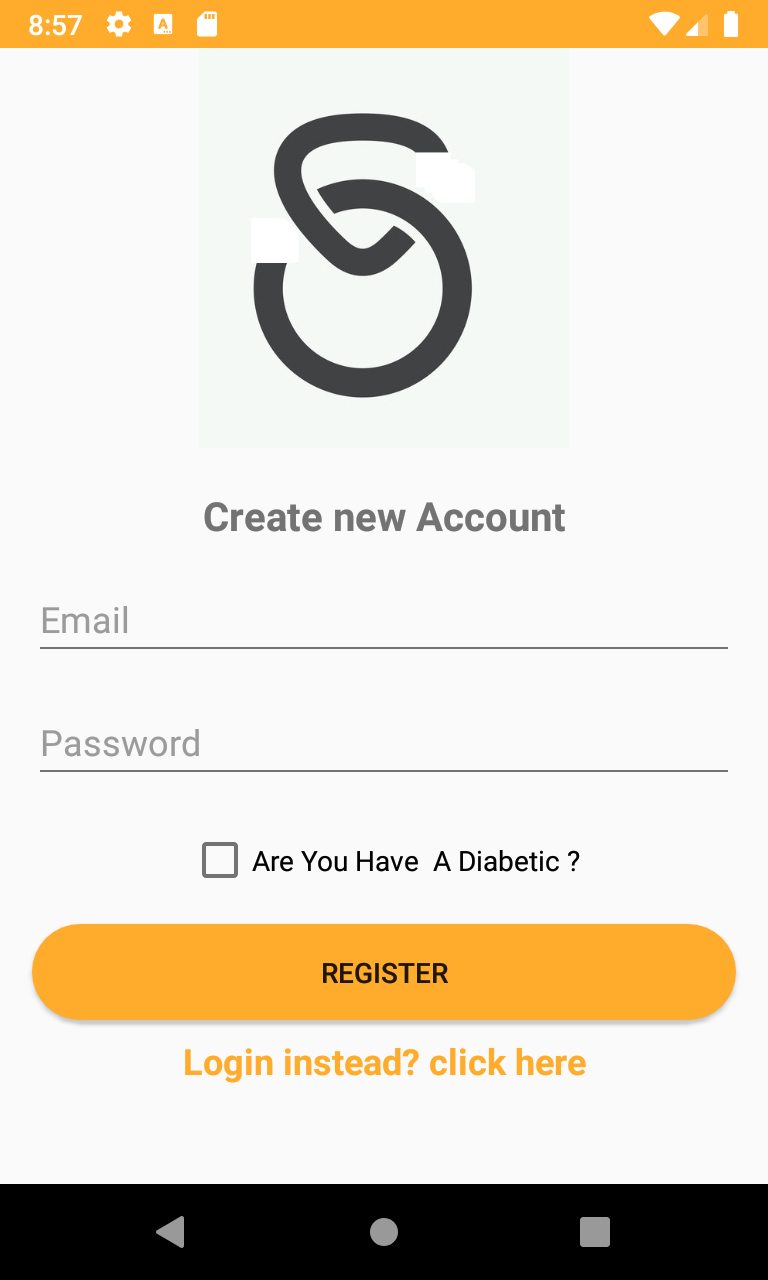 8:57
Create new Account
Email
Password
Are You Have  A Diabetic ?
REGISTER
Login instead? click here